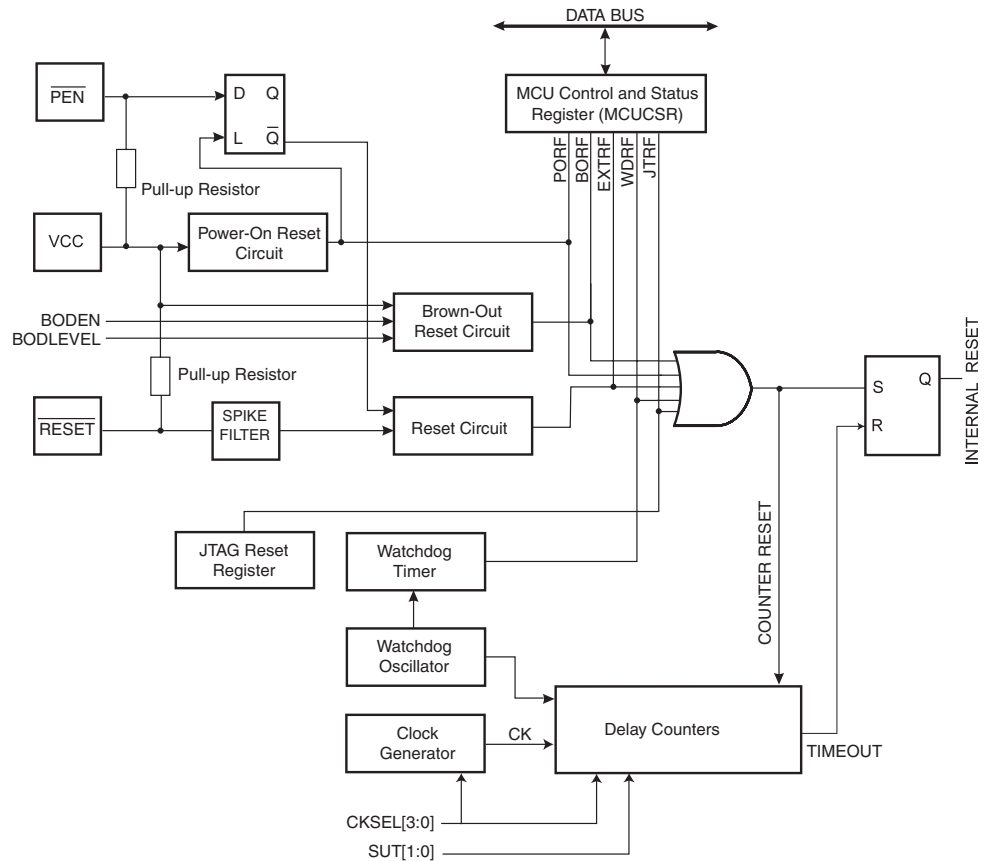 DATA BUS
MCU Control and Status
Register (MCUCSR)
PORF
BORF
EXTRF
WDRF
JTRF
PEN
D Q
L Q
Pull-up Resistor
VCC
Power-On Reset
Circuit
BODEN
BODLEVEL
Brown-Out
Reset Circuit
Pull-up Resistor
RESET
SPIKE
FILTER
Reset Circuit
S
Q
R
INTERNAL RESET
JTAG Reset
Register
Watchdog
Timer
COUNTER RESET
Watchdog
Oscillator
Clock
Generator
CK
Delay Counters
TIMEOUT
CKSEL[3:0]
SUT[1:0]